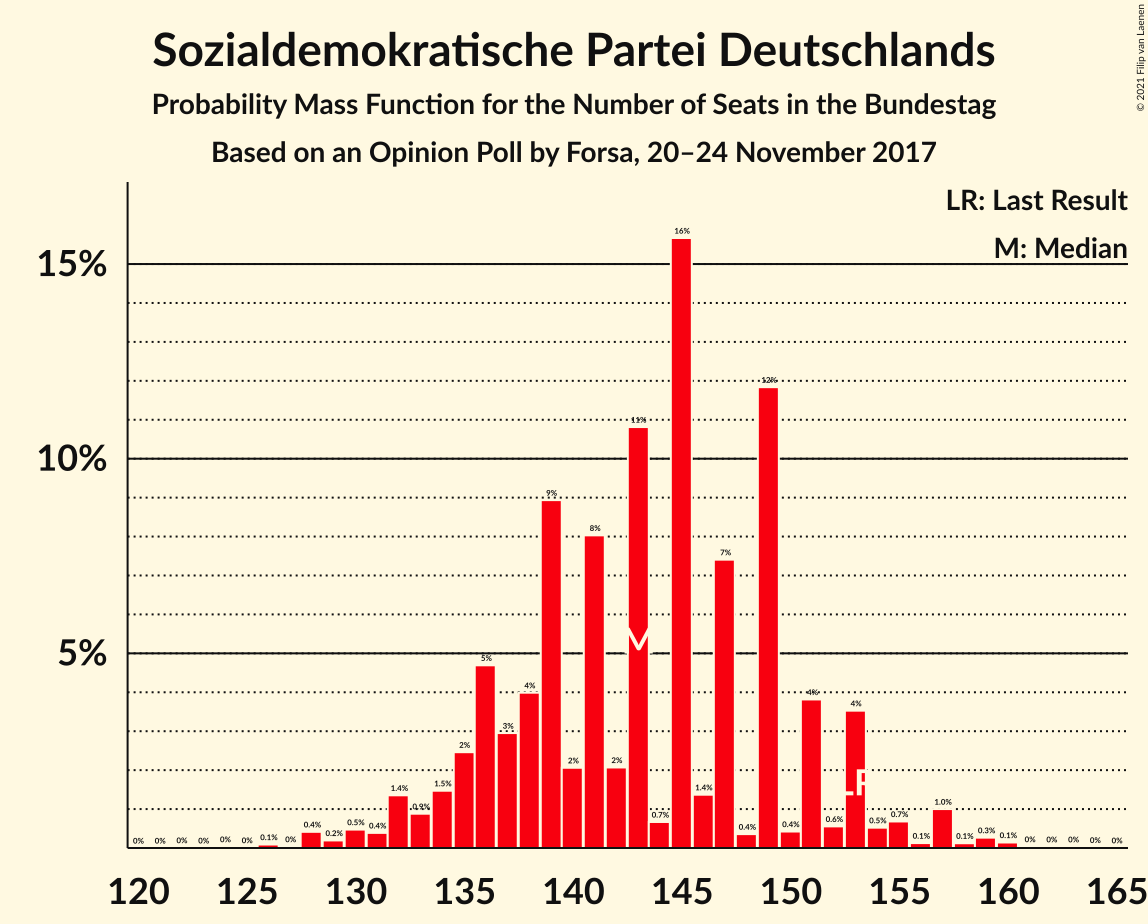 Sozialdemokratische Partei Deutschlands
Probability Mass Function for the Number of Seats in the Bundestag
Based on an Opinion Poll by Forsa, 20–24 November 2017
© 2021 Filip van Laenen
LR: Last Result
M: Median
15%
10%
5%
0% 0% 0% 0% 0% 0% 0.1% 0% 0.4% 0.2% 0.5% 0.4% 1.4% 0.9% 1.5% 2% 5% 3% 4% 9% 2% 8% 2% 11% 0.7% 16% 1.4% 7% 0.4% 12% 0.4% 4% 0.6% 4% 0.5% 0.7% 0.1% 1.0% 0.1% 0.3% 0.1% 0% 0% 0% 0% 0%
M
LR
120 125 130 135 140 145 150 155 160 165